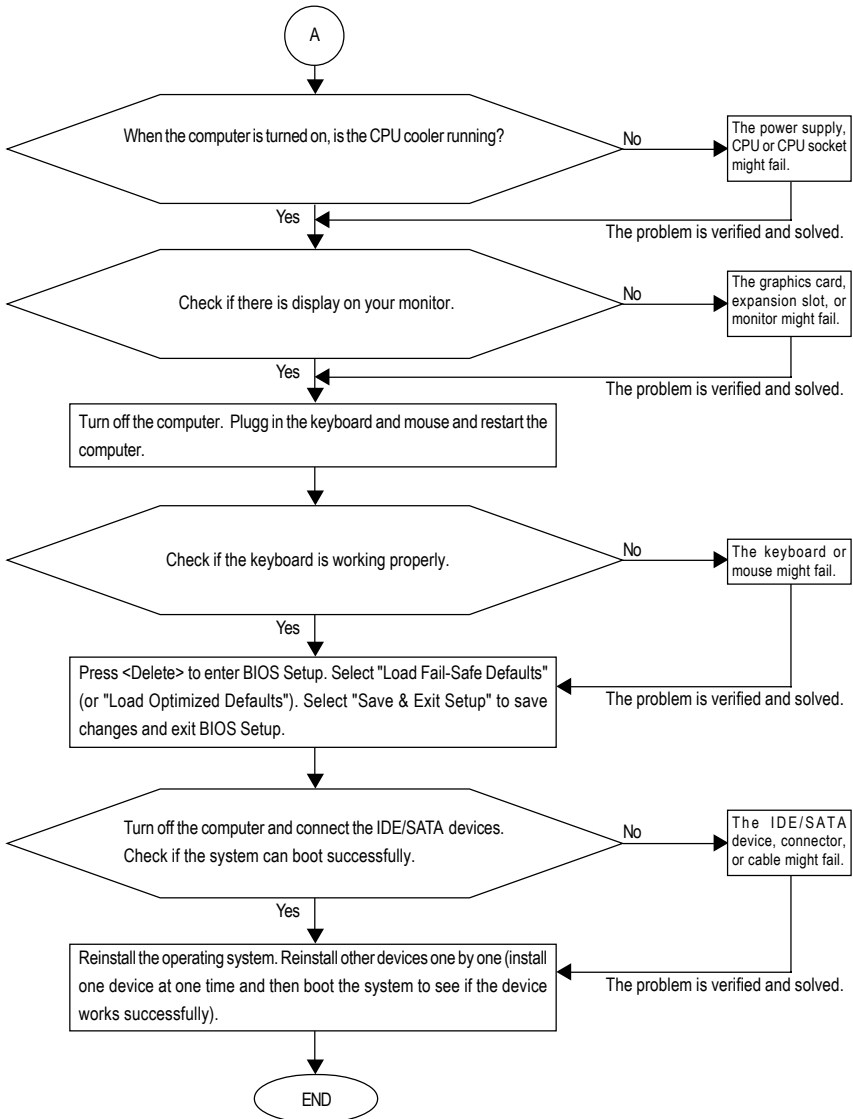 A
When the computer is turned on, is the CPU cooler running?
No
The power supply,
CPU or CPU socket
might fail.
Yes
The problem is verified and solved.
Check if there is display on your monitor.
No
The graphics card,
expansion slot, or
monitor might fail.
Yes
The problem is verified and solved.
Turn off the computer. Plugg in the keyboard and mouse and restart the
computer.
Check if the keyboard is working properly.
No
The keyboard or
mouse might fail.
Yes
Press <Delete> to enter BIOS Setup. Select "Load Fail-Safe Defaults"
(or "Load Optimized Defaults"). Select "Save & Exit Setup" to save
changes and exit BIOS Setup.
The problem is verified and solved.
Turn off the computer and connect the IDE/SATA devices.
Check if the system can boot successfully.
No
The IDE/SATA
device, connector,
or cable might fail.
Yes
Reinstall the operating system. Reinstall other devices one by one (install
one device at one time and then boot the system to see if the device
works successfully).
The problem is verified and solved.
END